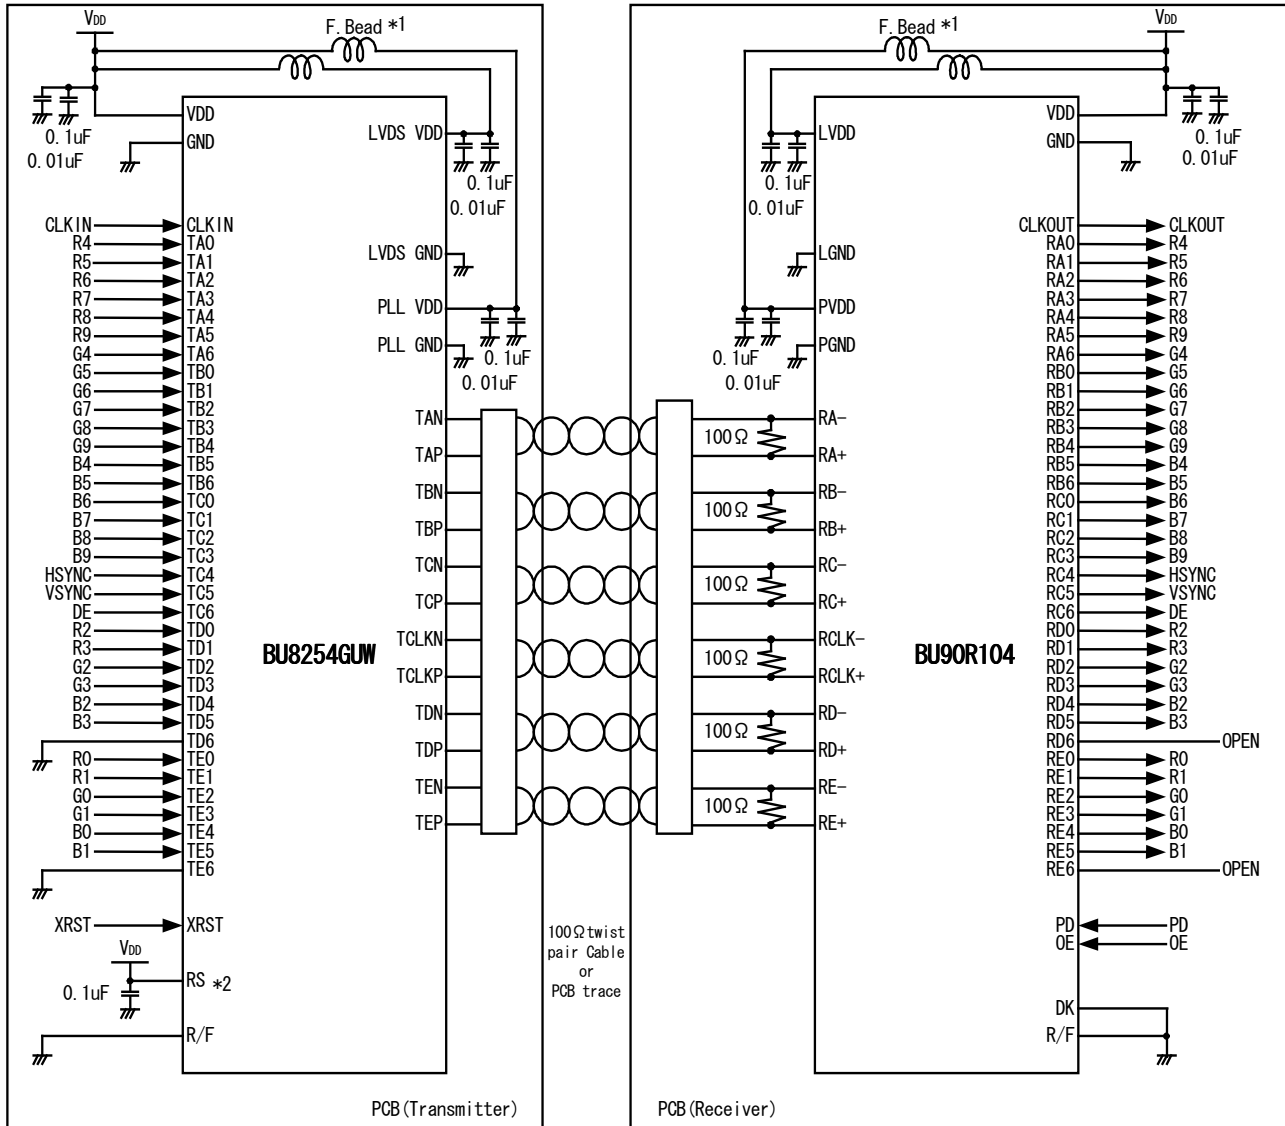 VDD
F.Bead *1
0.1uF
0.01uF
VDD
GND
LVDS VDD
0.1uF
0.01uF
LVDS GND
PLL VDD
PLL GND
0.1uF
0.01uF
CLKIN CLKIN
R4 TA0
R5 TA1
R6 TA2
R7 TA3
R8 TA4
R9 TA5
G4 TA6
G5 TB0
G6 TB1
G7 TB2
G8 TB3
G9 TB4
B4 TB5
B5 TB6
B6 TC0
B7 TC1
B8 TC2
B9 TC3
HSYNC TC4
VSYNC TC5
DE TC6
R2 TD0
R3 TD1
G2 TD2
G3 TD3
B2 TD4
B3 TD5
TD6
R0 TE0
R1 TE1
G0 TE2
G1 TE3
B0 TE4
B1 TE5
TE6
XRST XRST
VDD
RS *2
0.1uF
R/F
BU8254GUW
TAN
TAP
TBN
TBP
TCN
TCP
TCLKN
TCLKP
TDN
TDP
TEN
TEP
PCB(Transmitter)
100Ωtwist
pair Cable
or
PCB trace
VDD
F.Bead *1
0.1uF
0.01uF
VDD
GND
LVDD
0.1uF
0.01uF
LGND
PVDD
PGND
0.1uF
0.01uF
100Ω
RA-
RA+
100Ω
RB-
RB+
100Ω
RC-
RC+
100Ω
RCLK-
RCLK+
100Ω
RD-
RD+
100Ω
RE-
RE+
BU90R104
CLKOUT CLKOUT
RA0 R4
RA1 R5
RA2 R6
RA3 R7
RA4 R8
RA5 R9
RA6 G4
RB0 G5
RB1 G6
RB2 G7
RB3 G8
RB4 G9
RB5 B4
RB6 B5
RC0 B6
RC1 B7
RC2 B8
RC3 B9
RC4 HSYNC
RC5 VSYNC
RC6 DE
RD0 R2
RD1 R3
RD2 G2
RD3 G3
RD4 B2
RD5 B3
RD6 OPEN
RE0 R0
RE1 R1
RE2 G0
RE3 G1
RE4 B0
RE5 B1
RE6 OPEN
PD PD
OE OE
DK
R/F
PCB(Receiver)